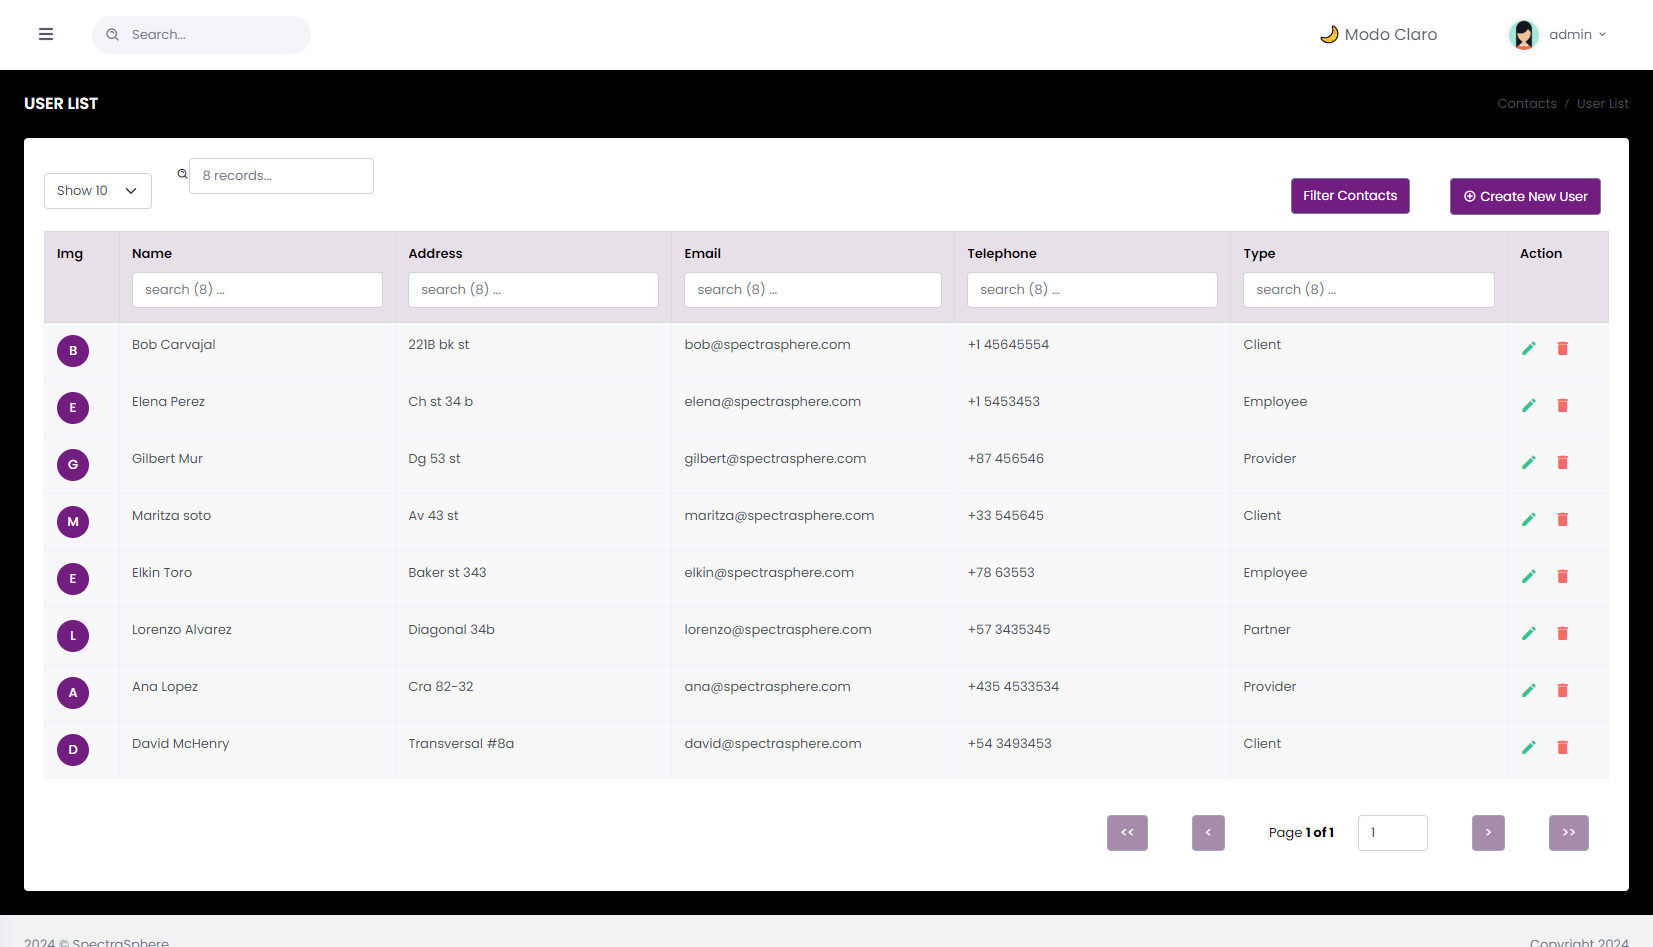 Search...
Modo Claro
admin
USER LIST
Contacts / User List
Show 10
8 records...
Filter Contacts
Create New User
Img Name Address Email Telephone Type Action
search (8) ... search (8) ... search (8) ... search (8) ... search (8) ...
B Bob Carvajal 221B bk st bob@spectrasphere.com +1 45645554 Client
E Elena Perez Ch st 34 b elena@spectrasphere.com +1 5453453 Employee
G Gilbert Mur Dg 53 st gilbert@spectrasphere.com +87 456546 Provider
M Maritza soto Av 43 st maritza@spectrasphere.com +33 545645 Client
E Elkin Toro Baker st 343 elkin@spectrasphere.com +78 63553 Employee
L Lorenzo Alvarez Diagonal 34b lorenzo@spectrasphere.com +57 3435345 Partner
A Ana Lopez Cra 82-32 ana@spectrasphere.com +435 4533534 Provider
D David McHenry Transversal #8a david@spectrasphere.com +54 3493453 Client
<< < Page 1 of 1 1 > >>
2024 © SpectraSphere
Copyright 2024